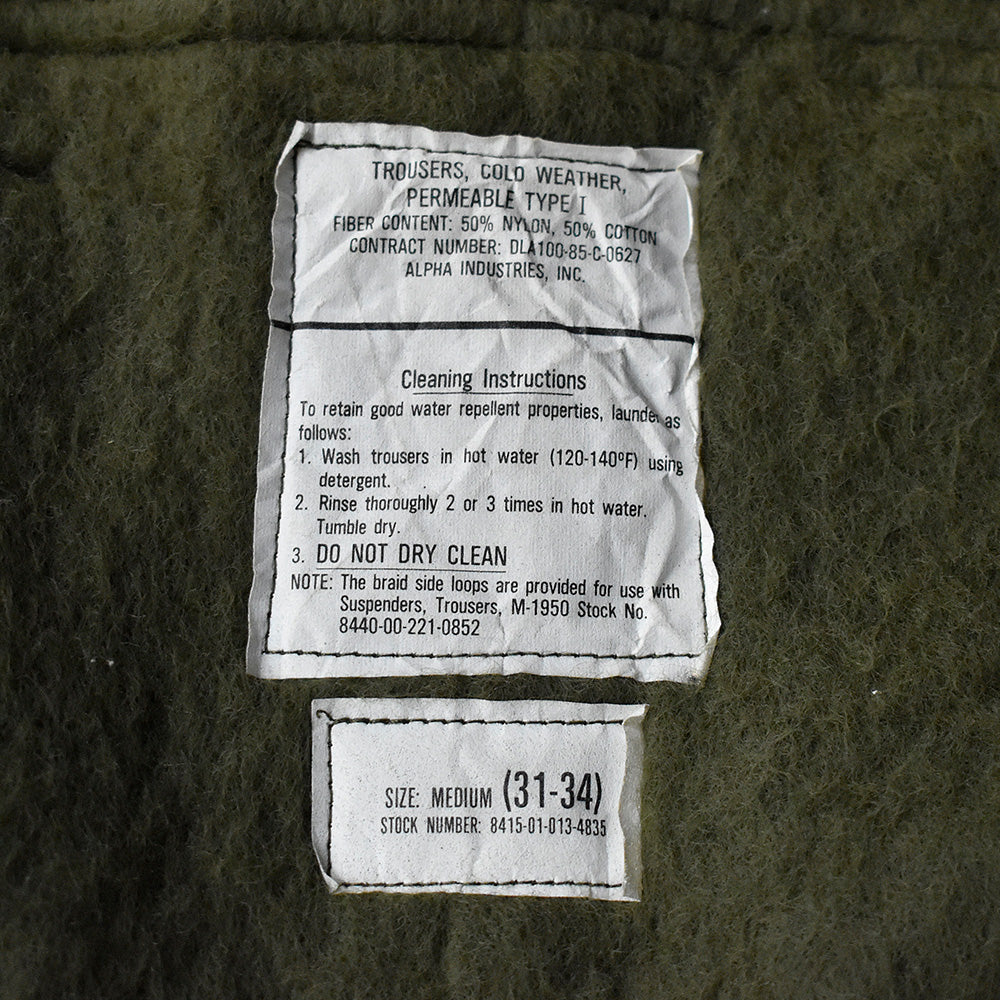 TROUSERS, COLD WEATHER,
PERMEABLE TYPE I
FIBER CONTENT: 50% NYLON, 50% COTTON
CONTRACT NUMBER: DLA100-85-C-0627
ALPHA INDUSTRIES, INC.
Cleaning Instructions
To retain good water repellent properties, launder as
follows:
1. Wash trousers in hot water (120-140ºF) using
detergent.
2. Rinse thoroughly 2 or 3 times in hot water.
Tumble dry.
3. DO NOT DRY CLEAN
NOTE: The braid side loops are provided for use with
Suspenders, Trousers, M-1950 Stock No.
8440-00-221-0852
SIZE: MEDIUM (31-34)
STOCK NUMBER: 8415-01-013-4835